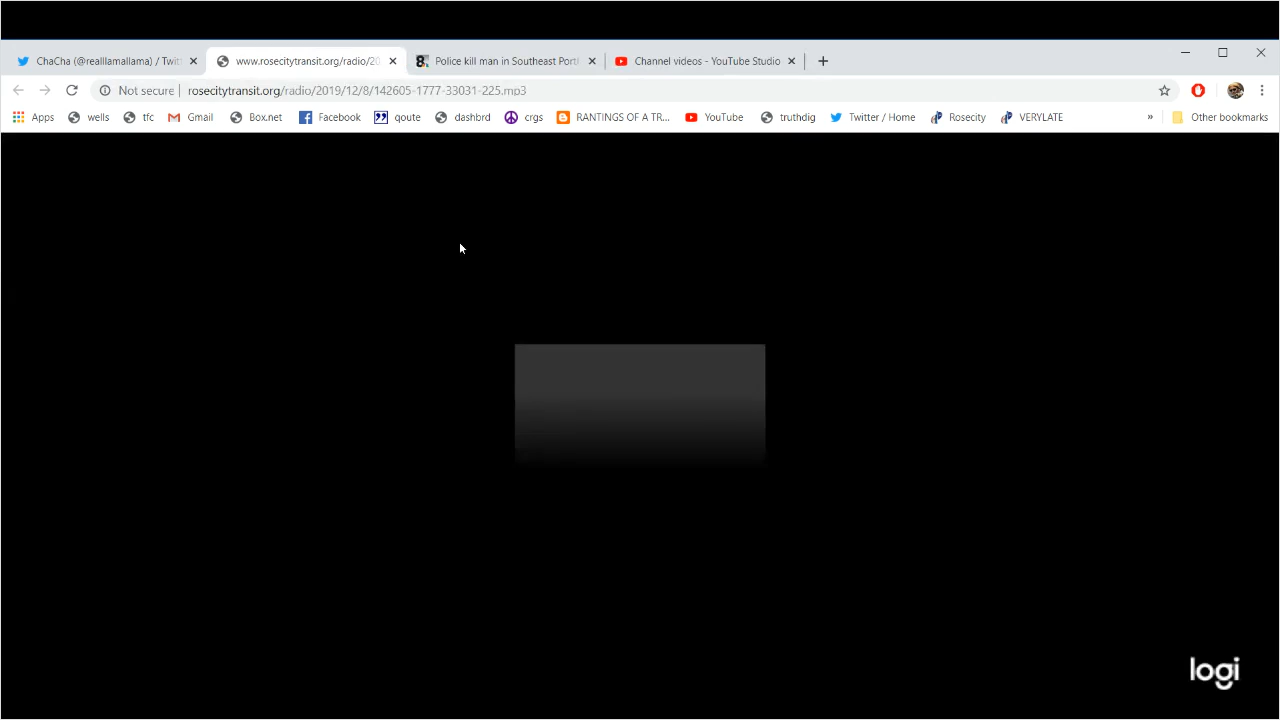 ChaCha (@realllamallama) / Twit
www.rosecitytransit.org/radio/20
Police kill man in Southeast Portl
Channel videos - YouTube Studio
Not secure | rosecitytransit.org/radio/2019/12/8/142605-1777-33031-225.mp3
Apps wells tfc Gmail Box.net Facebook qoute dashbrd crgs RANTINGS OF A TR... YouTube truthdig Twitter / Home Rosecity VERYLATE » Other bookmarks
logi